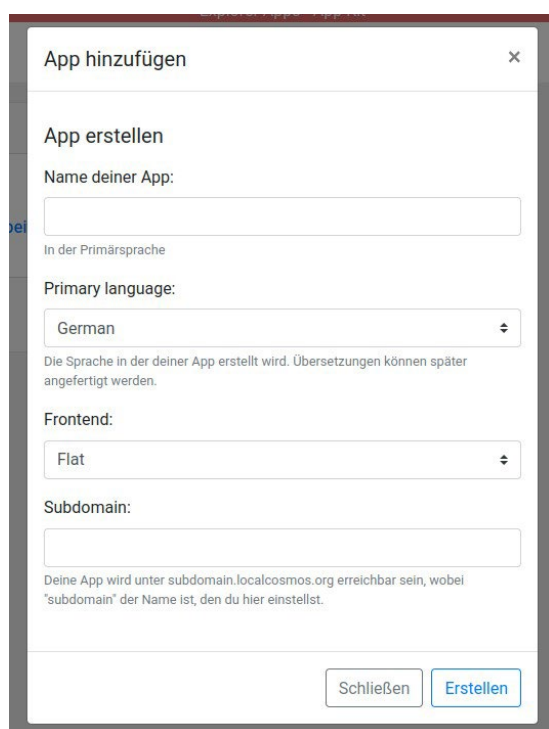 App hinzufügen ×
App erstellen
Name deiner App:
In der Primärsprache
Primary language:
German
Die Sprache in der deiner App erstellt wird. Übersetzungen können später
angefertigt werden.
Frontend:
Flat
Subdomain:
Deine App wird unter subdomain.localcosmos.org erreichbar sein, wobei
"subdomain" der Name ist, den du hier einstellst.
Schließen Erstellen